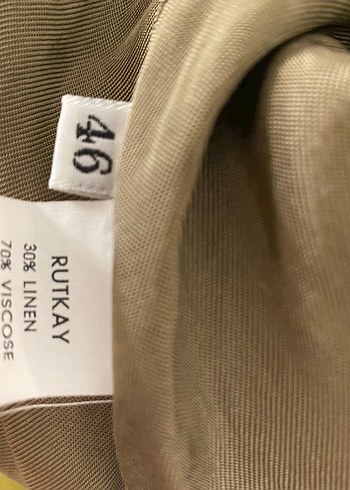 46
RUTKAY
30% LINEN
70% VISCOSE